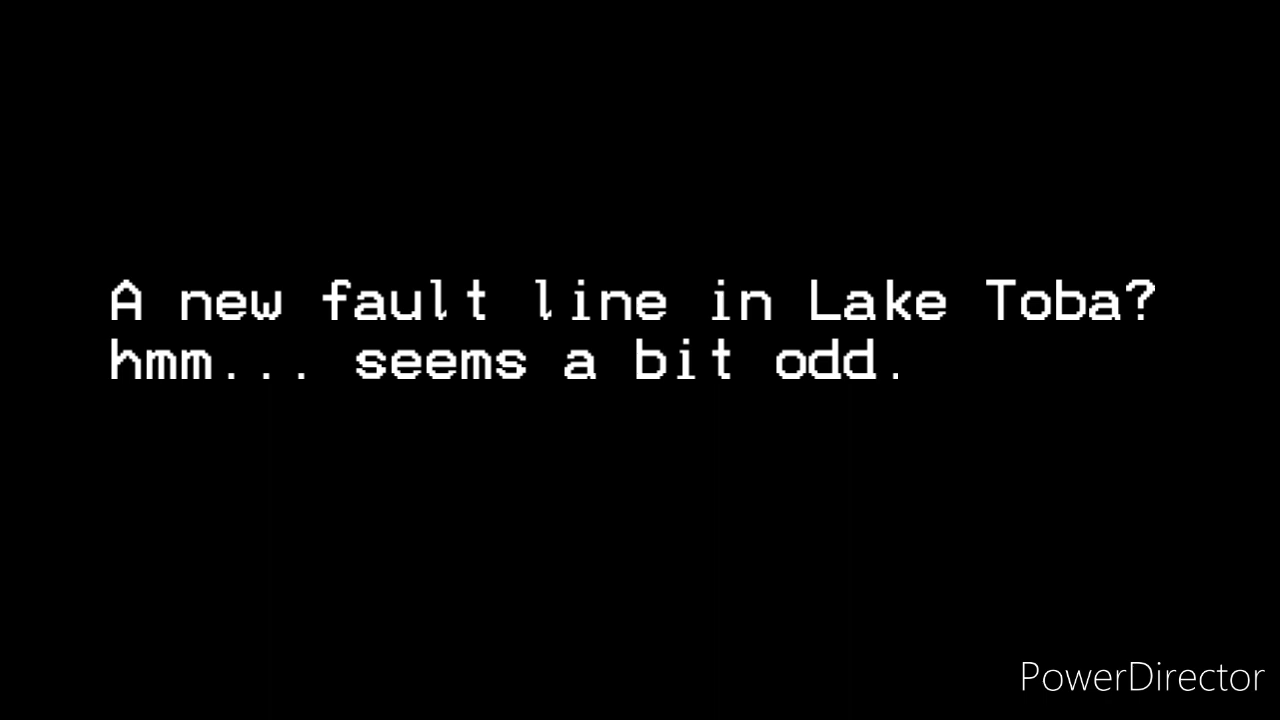 A new fault line in Lake Toba?
hmm... seems a bit odd.
PowerDirector